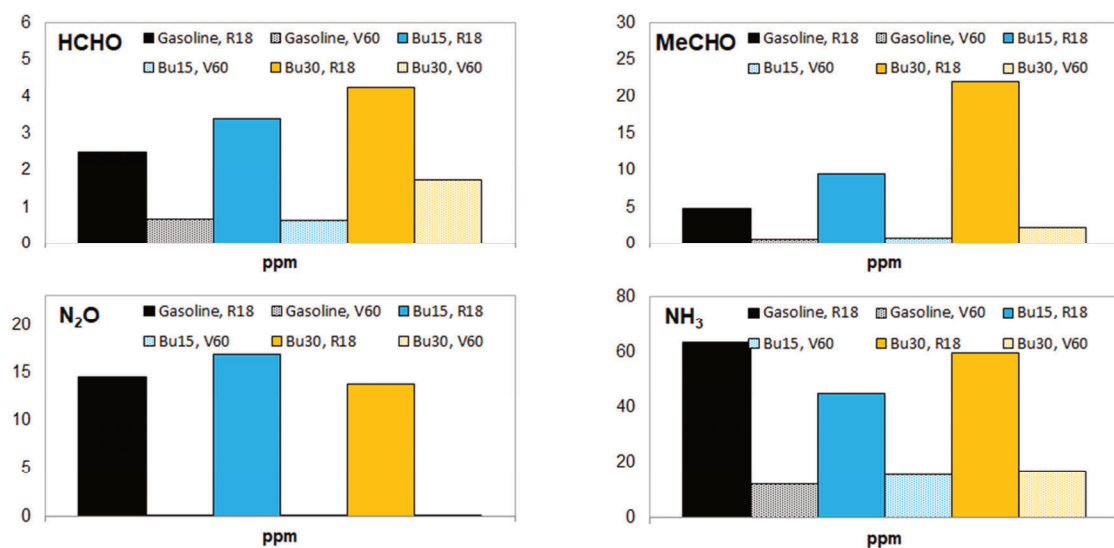 HCHO
Gasoline, R18 Gasoline, V60 Bu15, R18
Bu15, V60 Bu30, R18 Bu30, V60
6
5
4
3
2
1
0
ppm
MeCHO
Gasoline, R18 Gasoline, V60 Bu15, R18
Bu15, V60 Bu30, R18 Bu30, V60
30
25
20
15
10
5
0
ppm
N₂O
Gasoline, R18 Gasoline, V60 Bu15, R18
Bu15, V60 Bu30, R18 Bu30, V60
20
15
10
5
0
ppm
NH₃
Gasoline, R18 Gasoline, V60 Bu15, R18
Bu15, V60 Bu30, R18 Bu30, V60
80
60
40
20
0
ppm